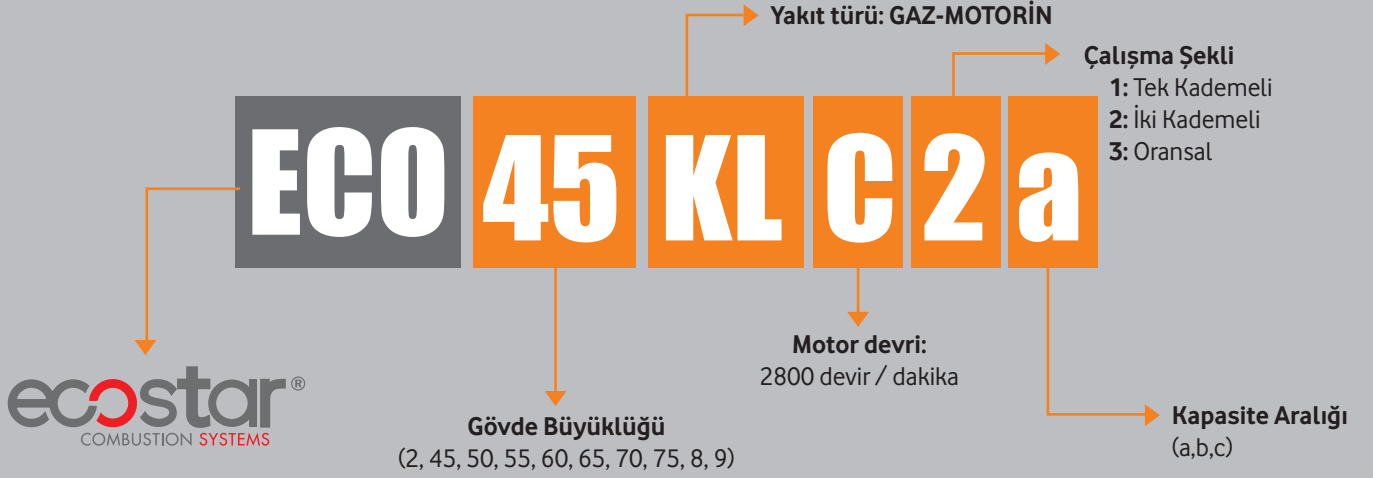 Yakıt türü: GAZ-MOTORİN
Çalışma Şekli
1: Tek Kademeli
2: İki Kademeli
3: Oransal
ECO 45 KL C 2 a
Motor devri:
2800 devir / dakika
ecostar®
COMBUSTION SYSTEMS
Gövde Büyüklüğü
(2, 45, 50, 55, 60, 65, 70, 75, 8, 9)
Kapasite Aralığı
(a,b,c)